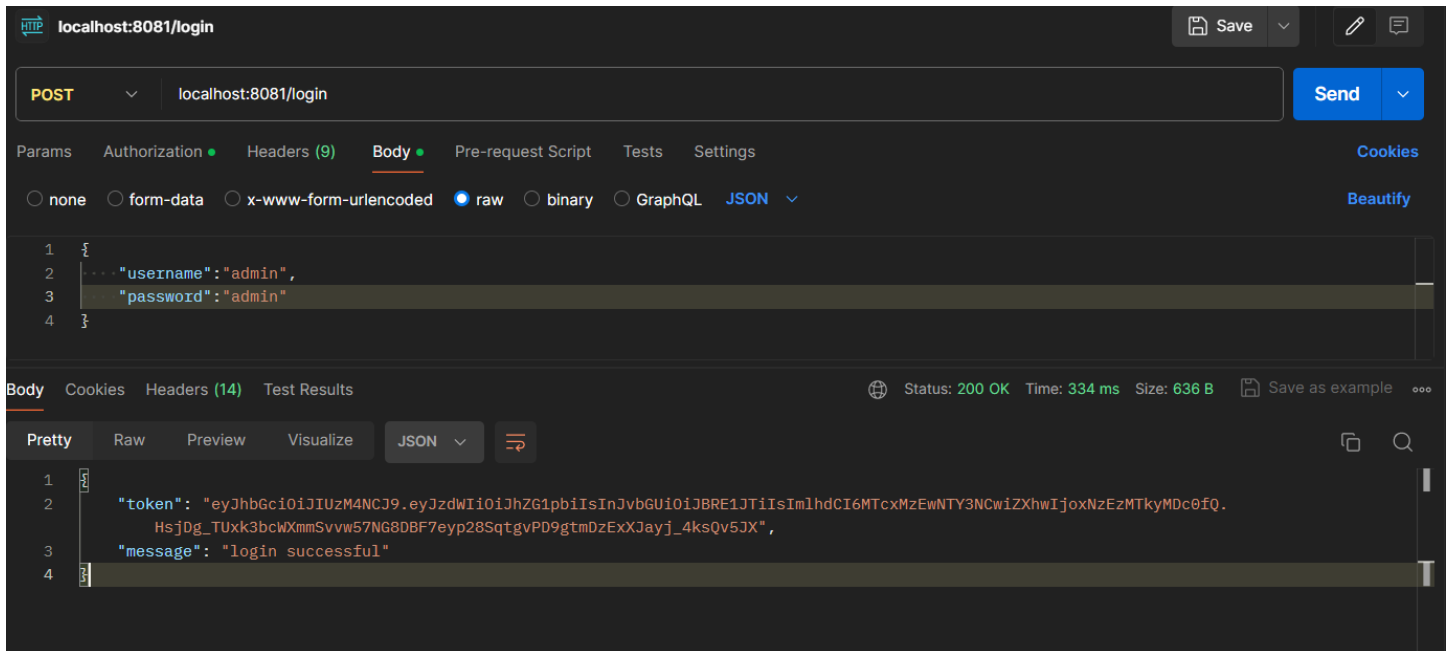 HTTP localhost:8081/login Save
POST localhost:8081/login Send
Params Authorization Headers (9) Body Pre-request Script Tests Settings Cookies
none form-data x-www-form-urlencoded raw binary GraphQL JSON Beautify
1 {
2 "username":"admin",
3 "password":"admin"
4 }
Body Cookies Headers (14) Test Results Status: 200 OK Time: 334 ms Size: 636 B Save as example
Pretty Raw Preview Visualize JSON
1 {
2 "token": "eyJhbGciOiJIUzM4NCJ9.eyJzdWIiOiJhZG1pbiIsInJvbGUiOiJBRE1JTiIsImlhdCI6MTcxMzEwNTY3NCwiZXhwIjoxNzEzMTkyMDc0fQ.
HsjDg_TUxk3bcWXmmSvvw57NG8DBF7eyp28SqtgvPD9gtmDzExXJayj_4ksQv5JX",
3 "message": "login successful"
4 }